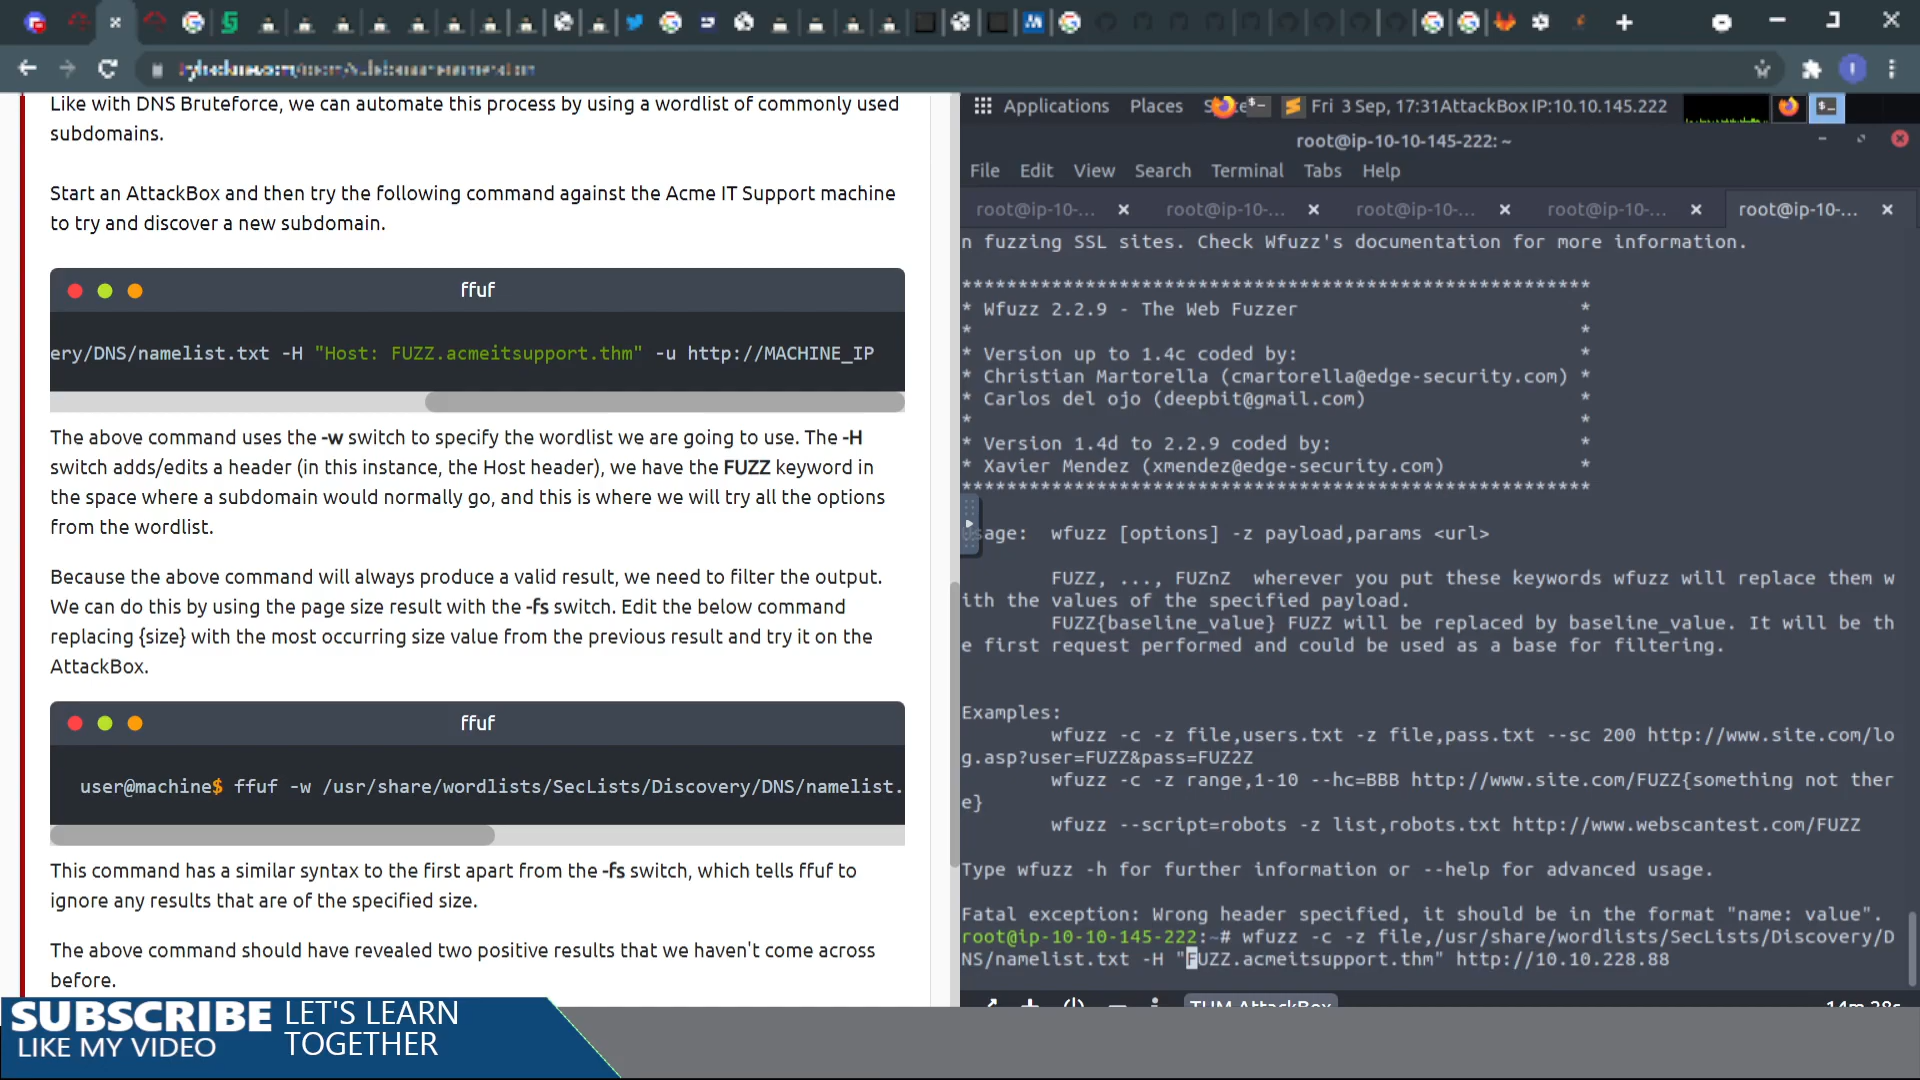 Like with DNS Bruteforce, we can automate this process by using a wordlist of commonly used
subdomains.
Start an AttackBox and then try the following command against the Acme IT Support machine
to try and discover a new subdomain.
ffuf
ery/DNS/namelist.txt -H "Host: FUZZ.acmeitsupport.thm" -u http://MACHINE_IP
The above command uses the -w switch to specify the wordlist we are going to use. The -H
switch adds/edits a header (in this instance, the Host header), we have the FUZZ keyword in
the space where a subdomain would normally go, and this is where we will try all the options
from the wordlist.
Because the above command will always produce a valid result, we need to filter the output.
We can do this by using the page size result with the -fs switch. Edit the below command
replacing {size} with the most occurring size value from the previous result and try it on the
AttackBox.
ffuf
user@machine$ ffuf -w /usr/share/wordlists/SecLists/Discovery/DNS/namelist.
This command has a similar syntax to the first apart from the -fs switch, which tells ffuf to
ignore any results that are of the specified size.
The above command should have revealed two positive results that we haven't come across
before.
SUBSCRIBE
LIKE MY VIDEO
LET'S LEARN
TOGETHER
Applications Places Fri 3 Sep, 17:31 AttackBox IP:10.10.145.222
root@ip-10-10-145-222: ~
File Edit View Search Terminal Tabs Help
root@ip-10-... root@ip-10-... root@ip-10-... root@ip-10-... root@ip-10-...
n fuzzing SSL sites. Check Wfuzz's documentation for more information.
********************************************************
* Wfuzz 2.2.9 - The Web Fuzzer *
* *
* Version up to 1.4c coded by: *
* Christian Martorella (cmartorella@edge-security.com) *
* Carlos del ojo (deepbit@gmail.com) *
* *
* Version 1.4d to 2.2.9 coded by: *
* Xavier Mendez (xmendez@edge-security.com) *
********************************************************
sage: wfuzz [options] -z payload,params <url>
FUZZ, ..., FUZnZ wherever you put these keywords wfuzz will replace them w
ith the values of the specified payload.
FUZZ{baseline_value} FUZZ will be replaced by baseline_value. It will be th
e first request performed and could be used as a base for filtering.
Examples:
wfuzz -c -z file,users.txt -z file,pass.txt --sc 200 http://www.site.com/lo
g.asp?user=FUZZ&pass=FUZ2Z
wfuzz -c -z range,1-10 --hc=BBB http://www.site.com/FUZZ{something not ther
e}
wfuzz --script=robots -z list,robots.txt http://www.webscantest.com/FUZZ
Type wfuzz -h for further information or --help for advanced usage.
Fatal exception: Wrong header specified, it should be in the format "name: value".
root@ip-10-10-145-222:~# wfuzz -c -z file,/usr/share/wordlists/SecLists/Discovery/D
NS/namelist.txt -H "FUZZ.acmeitsupport.thm" http://10.10.228.88
THM AttackBox